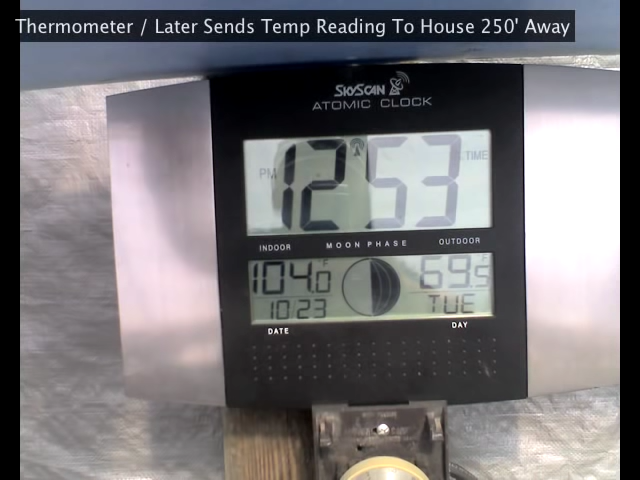 Thermometer / Later Sends Temp Reading To House 250' Away
SKYSCAN
ATOMIC CLOCK
PM 12 53 TIME
INDOOR MOON PHASE OUTDOOR
104.0 F 69.5 F
10/23 TUE
DATE DAY